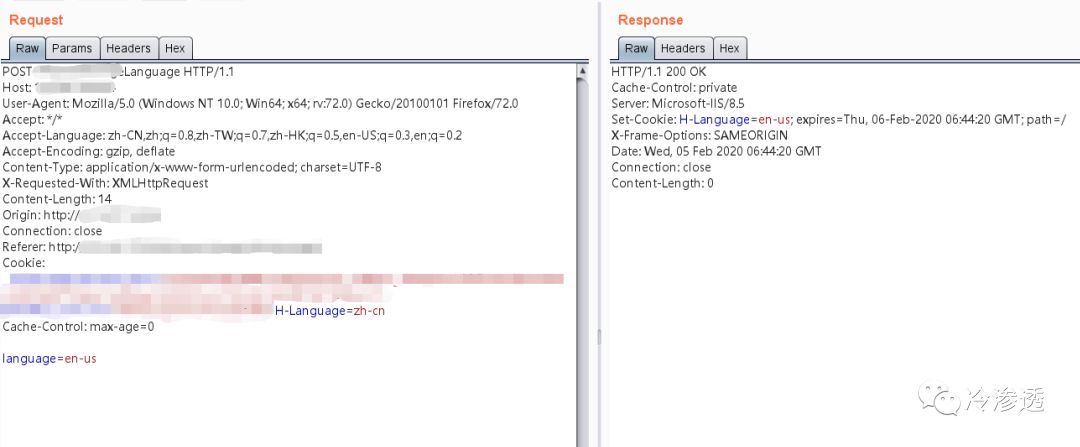 Request
Raw Params Headers Hex
POST eLanguage HTTP/1.1
Host:
User-Agent: Mozilla/5.0 (Windows NT 10.0; Win64; x64; rv:72.0) Gecko/20100101 Firefox/72.0
Accept: */*
Accept-Language: zh-CN,zh;q=0.8,zh-TW;q=0.7,zh-HK;q=0.5,en-US;q=0.3,en;q=0.2
Accept-Encoding: gzip, deflate
Content-Type: application/x-www-form-urlencoded; charset=UTF-8
X-Requested-With: XMLHttpRequest
Content-Length: 14
Origin: http://
Connection: close
Referer: http:/
Cookie:
H-Language=zh-cn
Cache-Control: max-age=0
language=en-us
Response
Raw Headers Hex
HTTP/1.1 200 OK
Cache-Control: private
Server: Microsoft-IIS/8.5
Set-Cookie: H-Language=en-us; expires=Thu, 06-Feb-2020 06:44:20 GMT; path=/
X-Frame-Options: SAMEORIGIN
Date: Wed, 05 Feb 2020 06:44:20 GMT
Connection: close
Content-Length: 0
冷渗透